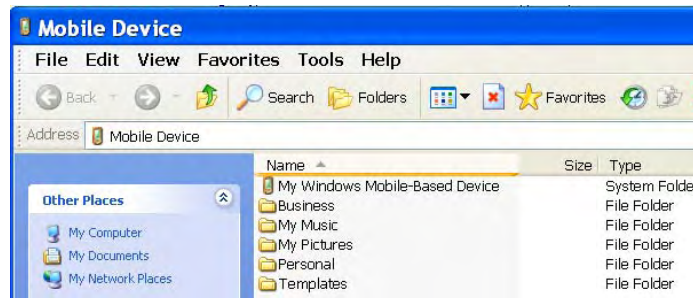 Mobile Device
File Edit View Favorites Tools Help
Back Search Folders Favorites
Address Mobile Device
Name Size Type
My Windows Mobile-Based Device System Folde
Business File Folder
My Music File Folder
My Pictures File Folder
Personal File Folder
Templates File Folder
Other Places
My Computer
My Documents
My Network Places